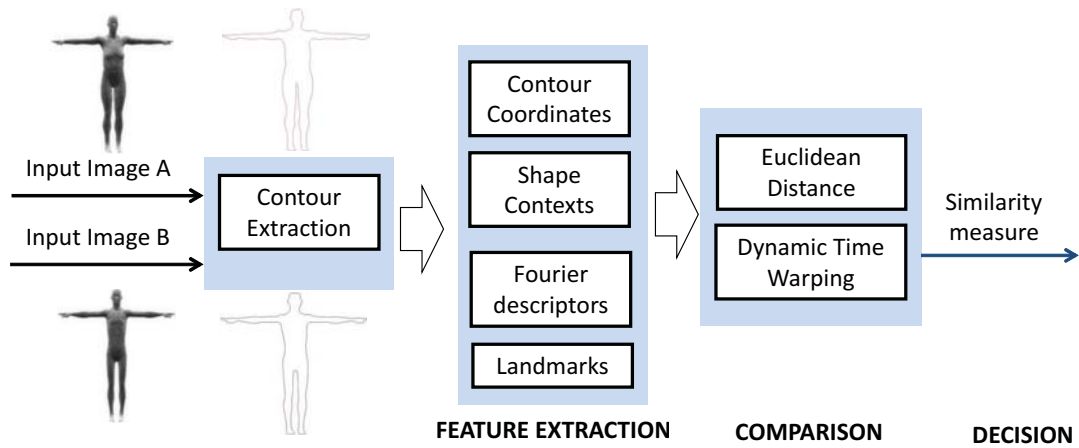 Input Image A
Input Image B
Contour
Extraction
Contour
Coordinates
Shape
Contexts
Fourier
descriptors
Landmarks
Euclidean
Distance
Dynamic Time
Warping
Similarity
measure
FEATURE EXTRACTION
COMPARISON
DECISION